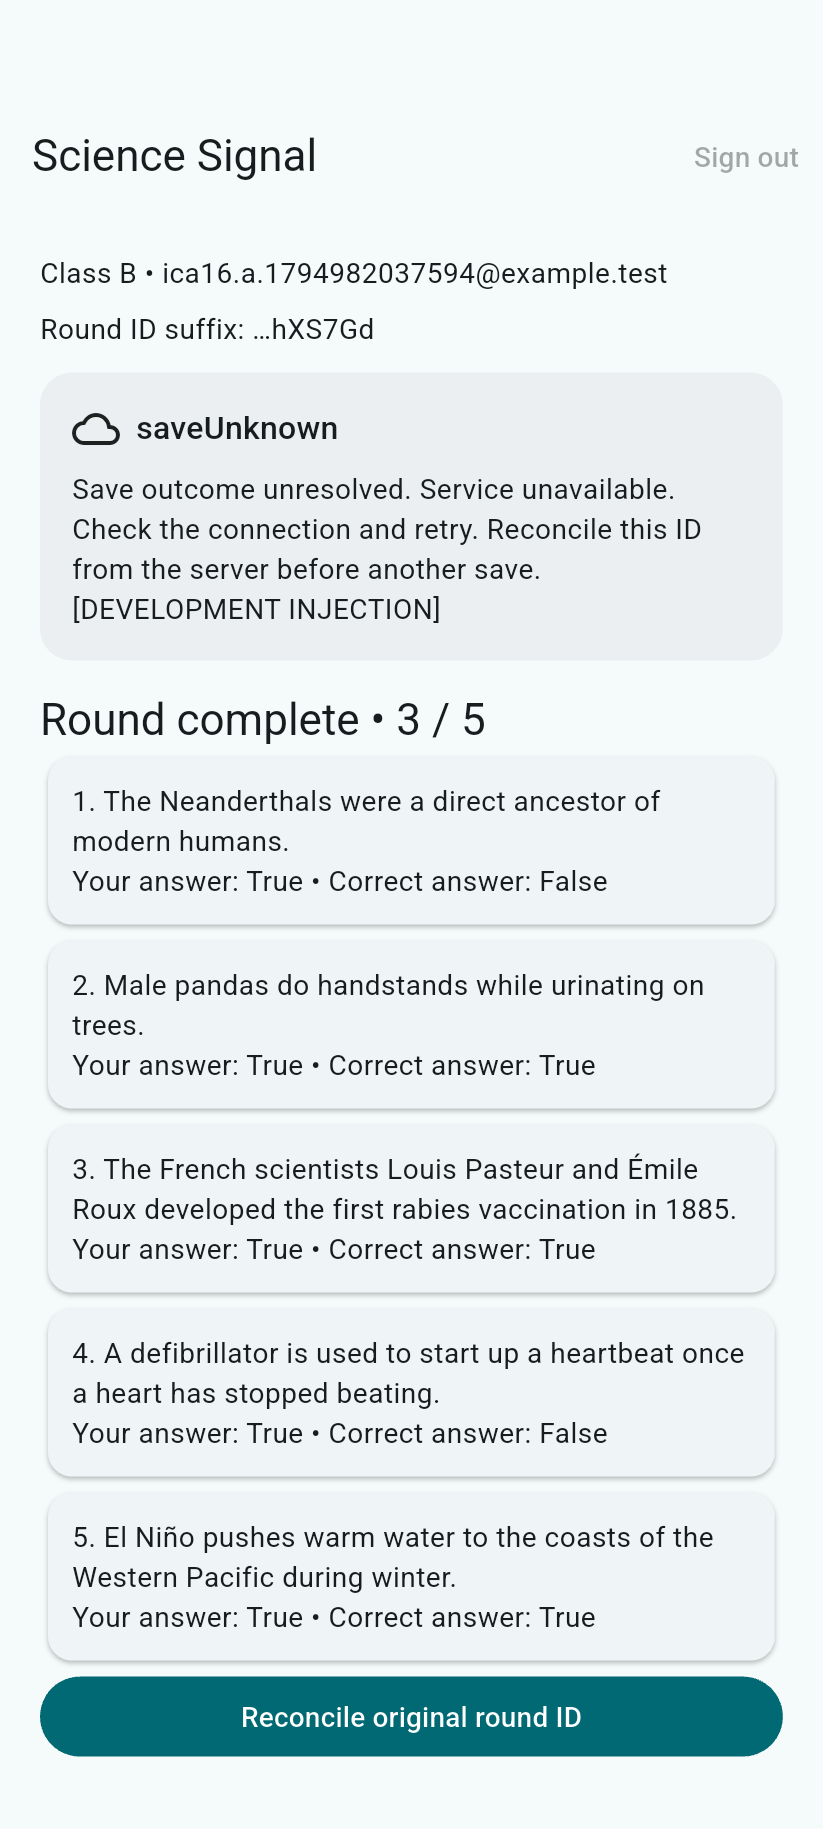 Science Signal
Sign out
Class B • ica16.a.1794982037594@example.test
Round ID suffix: …hXS7Gd
saveUnknown
Save outcome unresolved. Service unavailable.
Check the connection and retry. Reconcile this ID
from the server before another save.
[DEVELOPMENT INJECTION]
Round complete • 3 / 5
1. The Neanderthals were a direct ancestor of
modern humans.
Your answer: True • Correct answer: False
2. Male pandas do handstands while urinating on
trees.
Your answer: True • Correct answer: True
3. The French scientists Louis Pasteur and Émile
Roux developed the first rabies vaccination in 1885.
Your answer: True • Correct answer: True
4. A defibrillator is used to start up a heartbeat once
a heart has stopped beating.
Your answer: True • Correct answer: False
5. El Niño pushes warm water to the coasts of the
Western Pacific during winter.
Your answer: True • Correct answer: True
Reconcile original round ID